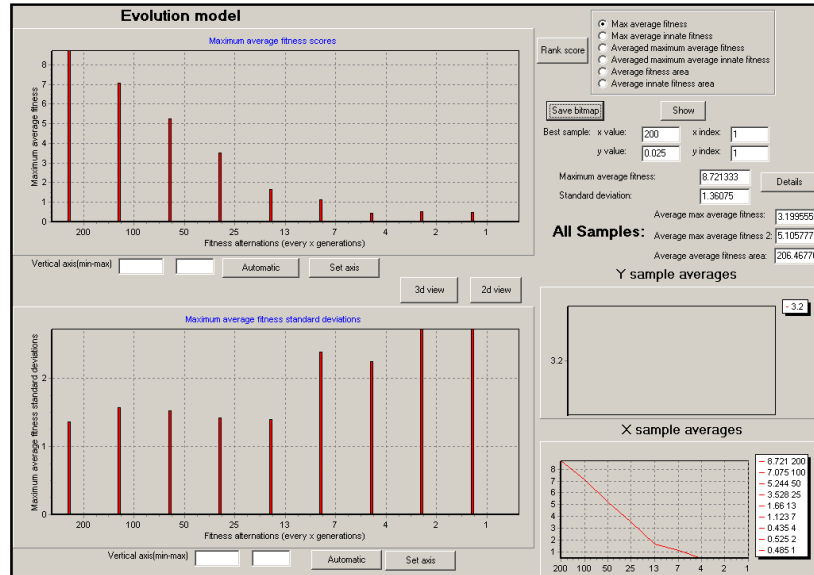 Evolution model
Maximum average fitness scores
Maximum average fitness
8
7
6
5
4
3
2
1
0
200 100 50 25 13 7 4 2 1
Fitness alternations (every x generations)
Vertical axis(min-max)
Automatic
Set axis
3d view
2d view
Maximum average fitness standard deviations
Maximum average fitness standard deviations
2
1
0
200 100 50 25 13 7 4 2 1
Fitness alternations (every x generations)
Vertical axis(min-max)
Automatic
Set axis
Rank score
Max average fitness
Max average innate fitness
Averaged maximum average fitness
Averaged maximum average innate fitness
Average fitness area
Average innate fitness area
Save bitmap
Show
Best sample: x value: 200 x index: 1
y value: 0.025 y index: 1
Maximum average fitness: 8.721333
Standard deviation: 1.36075
Details
All Samples:
Average max average fitness: 3.199555
Average max average fitness 2: 5.105777
Average average fitness area: 206.4677
Y sample averages
3.2
3.2
X sample averages
8
7
6
5
4
3
2
1
200 100 50 25 13 7 4 2 1
8.721 200
7.075 100
5.244 50
3.528 25
1.66 13
1.123 7
0.435 4
0.525 2
0.485 1